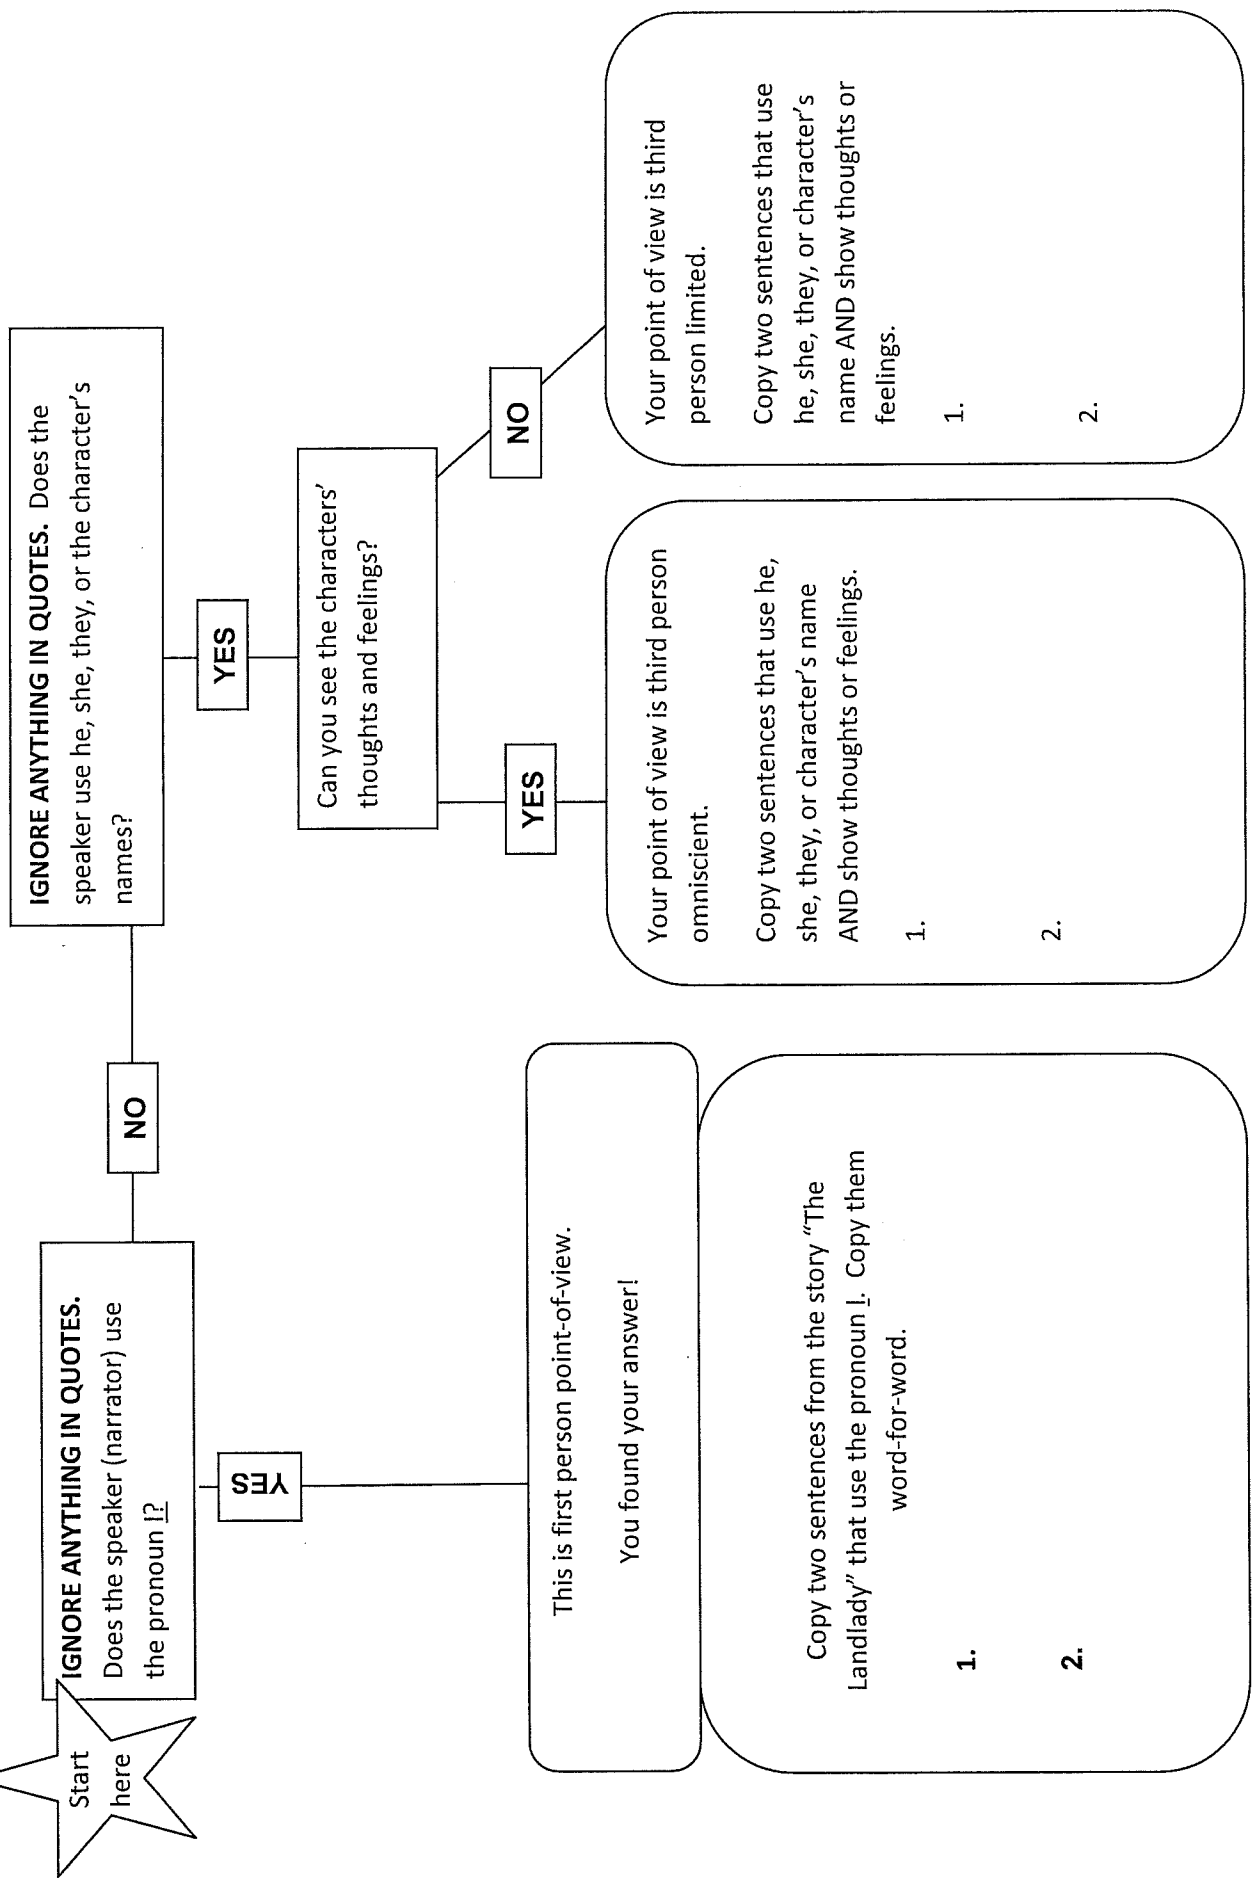 Start
here
IGNORE ANYTHING IN QUOTES.
Does the speaker (narrator) use
the pronoun I?
NO
YES
IGNORE ANYTHING IN QUOTES. Does the
speaker use he, she, they, or the character's
names?
YES
Can you see the characters'
thoughts and feelings?
YES
NO
This is first person point-of-view.
You found your answer!
Copy two sentences from the story "The
Landlady" that use the pronoun I. Copy them
word-for-word.
1.
2.
Your point of view is third person
omniscient.
Copy two sentences that use he,
she, they, or character's name
AND show thoughts or feelings.
1.
2.
Your point of view is third
person limited.
Copy two sentences that use
he, she, they, or character's
name AND show thoughts or
feelings.
1.
2.